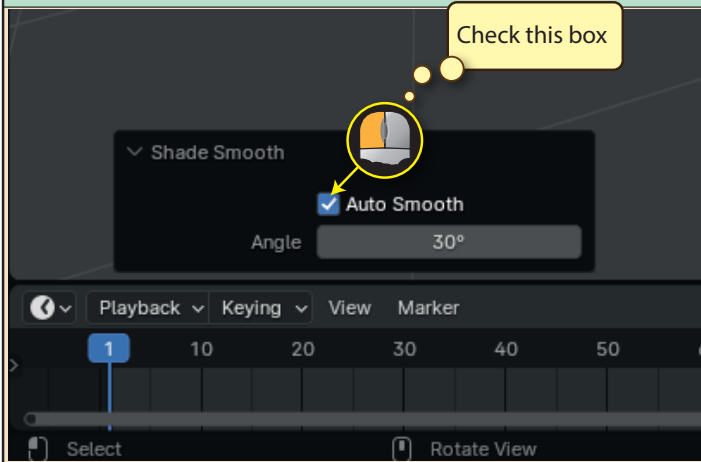 Check this box
Shade Smooth
Auto Smooth
Angle 30°
Playback Keying View Marker
1 10 20 30 40 50
Select Rotate View